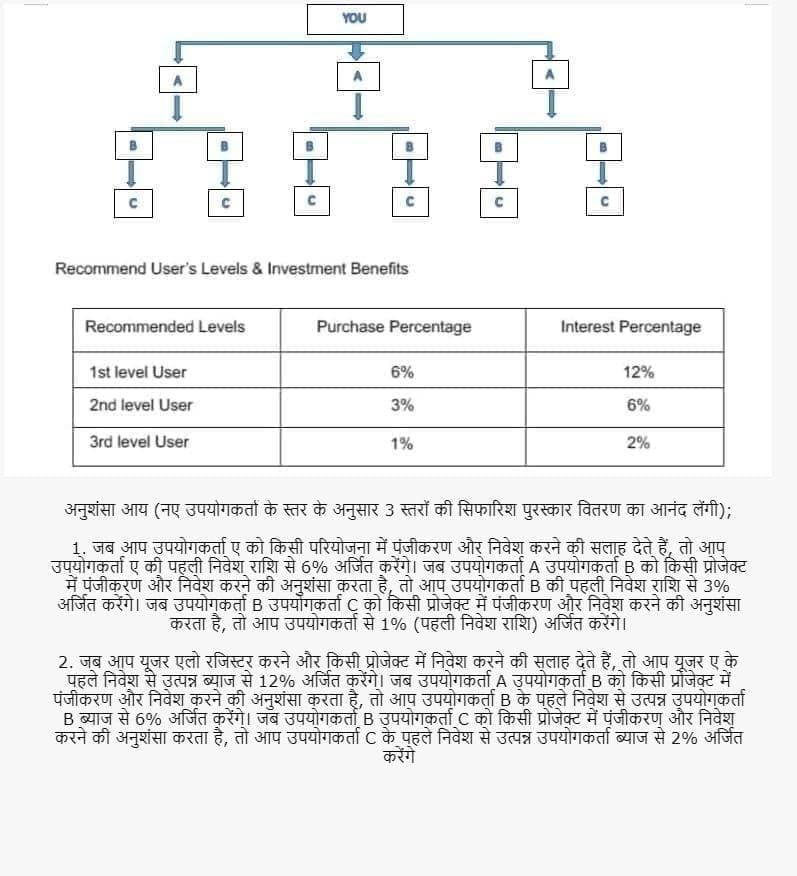 YOU
A A A
B B B B B B
C C C C C C
Recommend User's Levels & Investment Benefits
Recommended Levels Purchase Percentage Interest Percentage
1st level User 6% 12%
2nd level User 3% 6%
3rd level User 1% 2%
अनुशंसा आय (नए उपयोगकर्ता के स्तर के अनुसार 3 स्तरों की सिफारिश पुरस्कार वितरण का आनंद लेंगी);
1. जब आप उपयोगकर्ता ए को किसी परियोजना में पंजीकरण और निवेश करने की सलाह देते हैं, तो आप
उपयोगकर्ता ए की पहली निवेश राशि से 6% अर्जित करेंगे। जब उपयोगकर्ता A उपयोगकर्ता B को किसी प्रोजेक्ट
में पंजीकरण और निवेश करने की अनुशंसा करता है, तो आप उपयोगकर्ता B की पहली निवेश राशि से 3%
अर्जित करेंगे। जब उपयोगकर्ता B उपयोगकर्ता C को किसी प्रोजेक्ट में पंजीकरण और निवेश करने की अनुशंसा
करता है, तो आप उपयोगकर्ता से 1% (पहली निवेश राशि) अर्जित करेंगे।
2. जब आप यूजर एलो रजिस्टर करने और किसी प्रोजेक्ट में निवेश करने की सलाह देते हैं, तो आप यूजर ए के
पहले निवेश से उत्पन्न ब्याज से 12% अर्जित करेंगे। जब उपयोगकर्ता A उपयोगकर्ता B को किसी प्रोजेक्ट में
पंजीकरण और निवेश करने की अनुशंसा करता है, तो आप उपयोगकर्ता B के पहले निवेश से उत्पन्न उपयोगकर्ता
B ब्याज से 6% अर्जित करेंगे। जब उपयोगकर्ता B उपयोगकर्ता C को किसी प्रोजेक्ट में पंजीकरण और निवेश
करने की अनुशंसा करता है, तो आप उपयोगकर्ता C के पहले निवेश से उत्पन्न उपयोगकर्ता ब्याज से 2% अर्जित
करेंगे